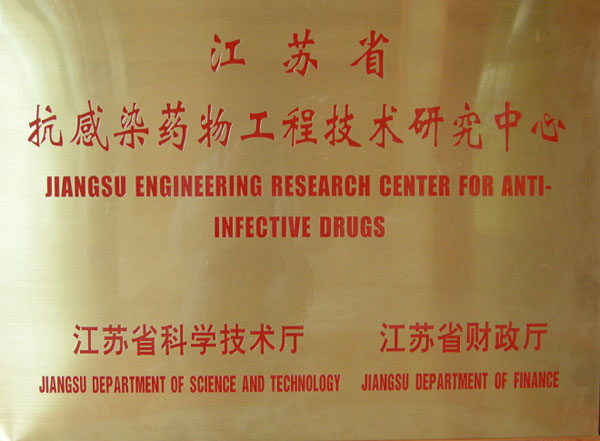 江苏省
抗感染药物工程技术研究中心
JIANGSU ENGINEERING RESEARCH CENTER FOR ANTI-
INFECTIVE DRUGS
江苏省科学技术厅 江苏省财政厅
JIANGSU DEPARTMENT OF SCIENCE AND TECHNOLOGY JIANGSU DEPARTMENT OF FINANCE